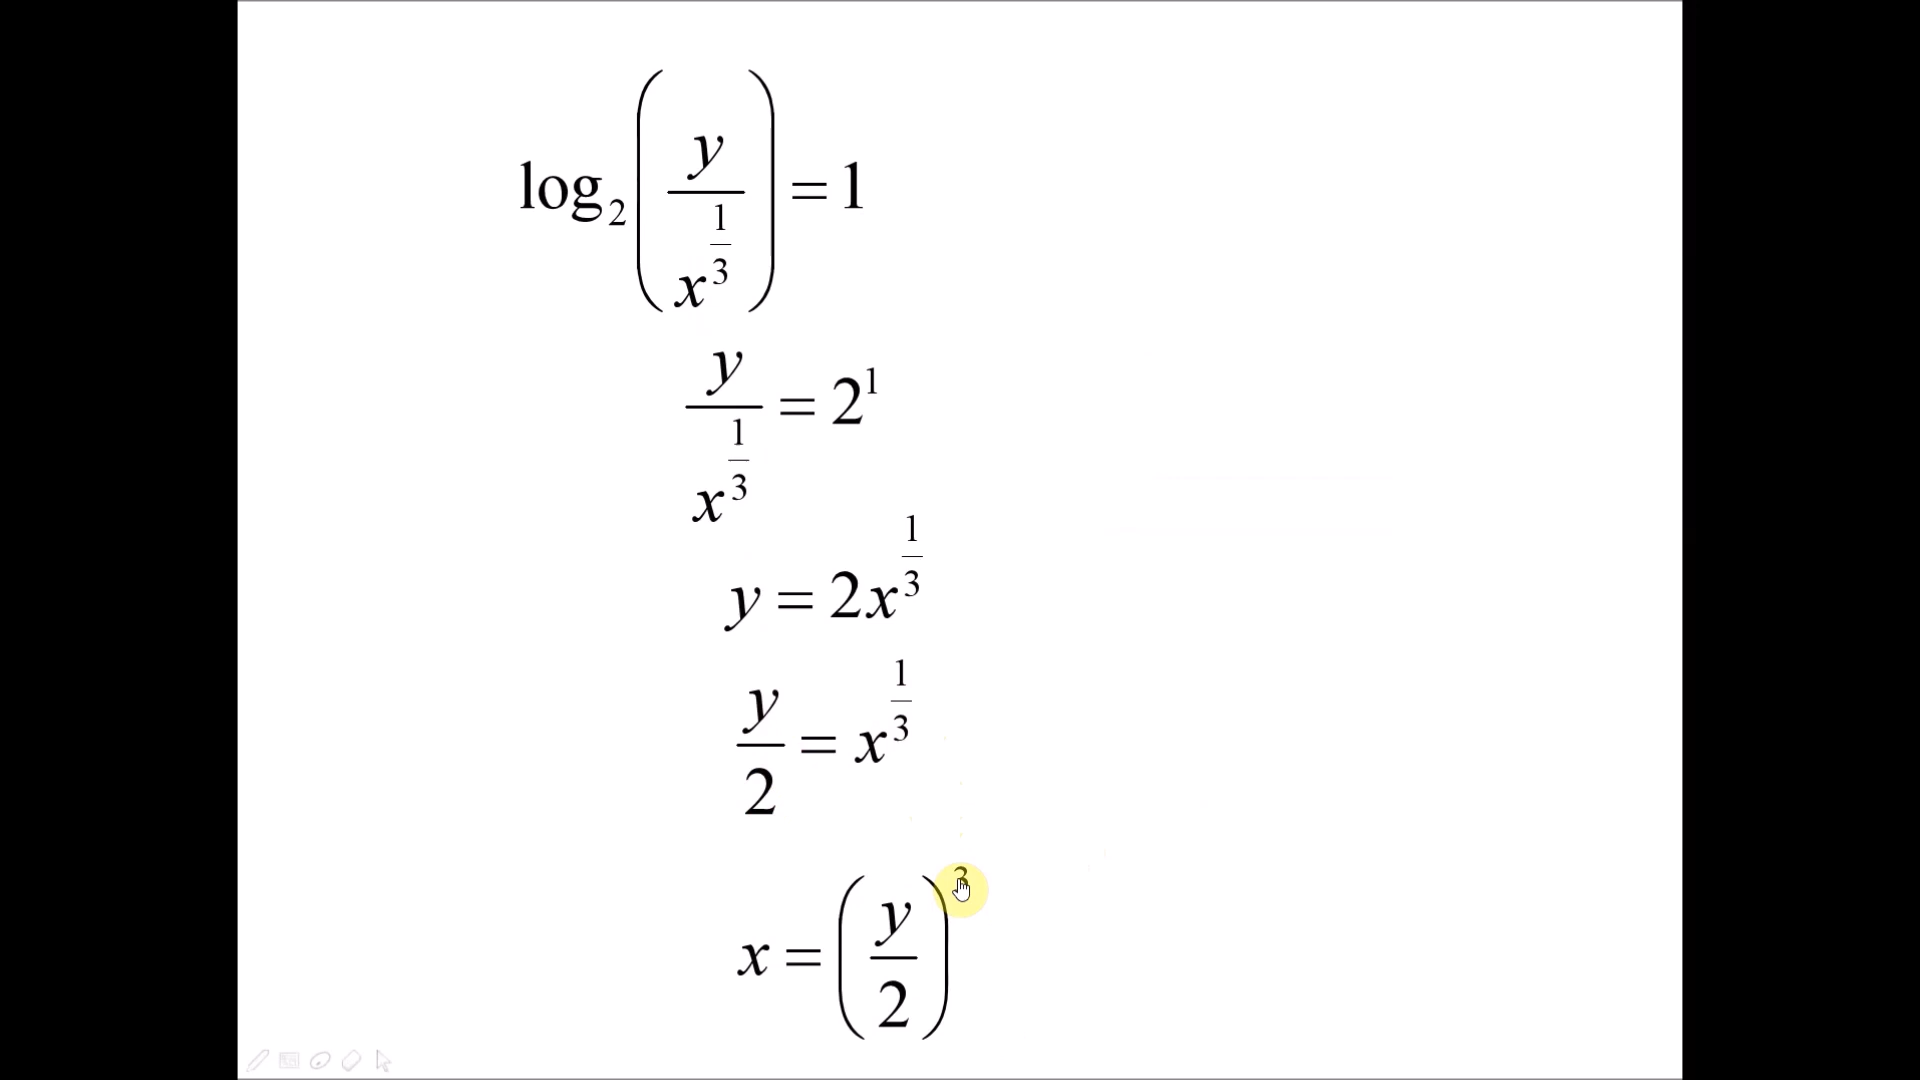 log₂(y/x^(1/3)) = 1
y/x^(1/3) = 2¹
y = 2x^(1/3)
y/2 = x^(1/3)
x = (y/2)³